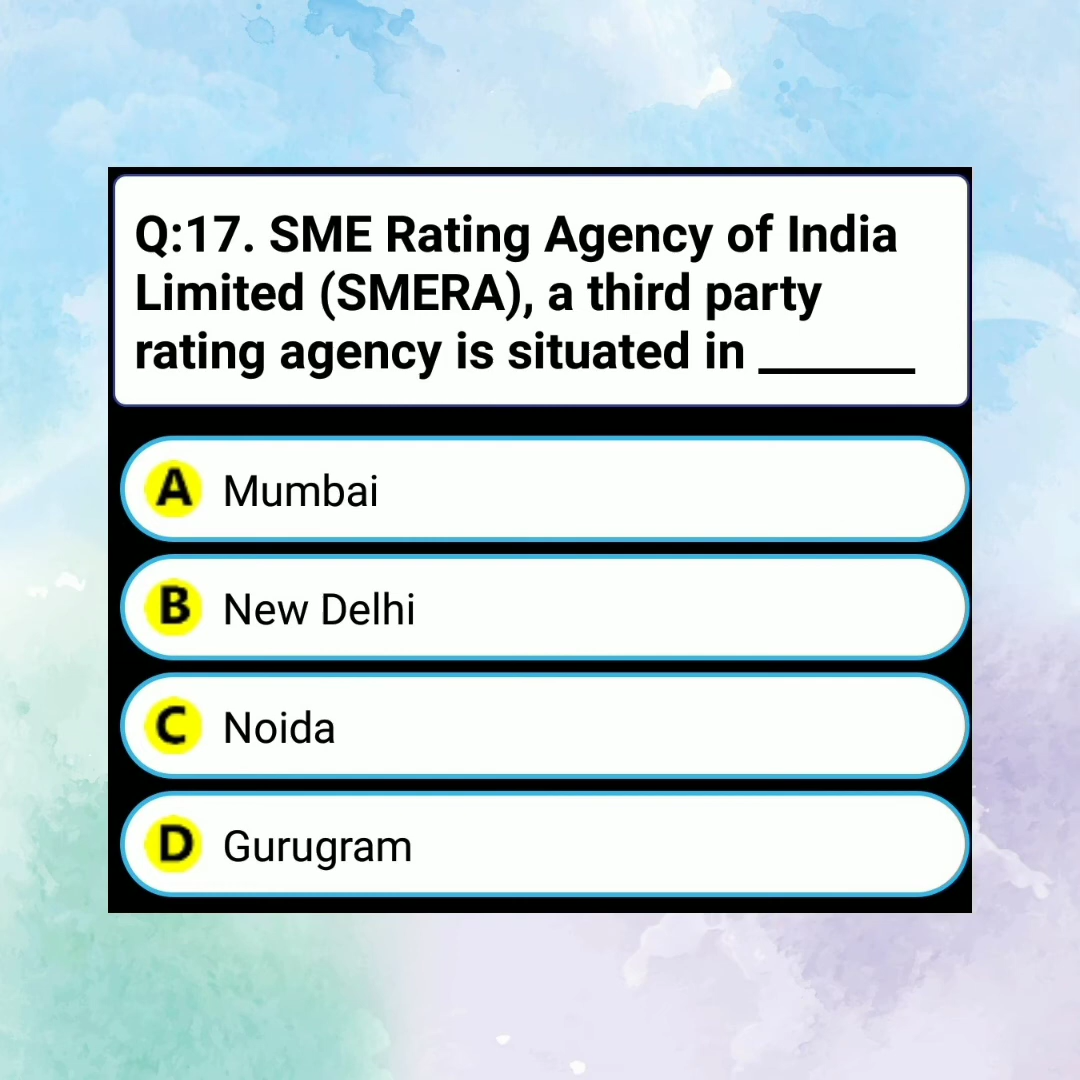 Q:17. SME Rating Agency of India
Limited (SMERA), a third party
rating agency is situated in _______
A Mumbai
B New Delhi
C Noida
D Gurugram